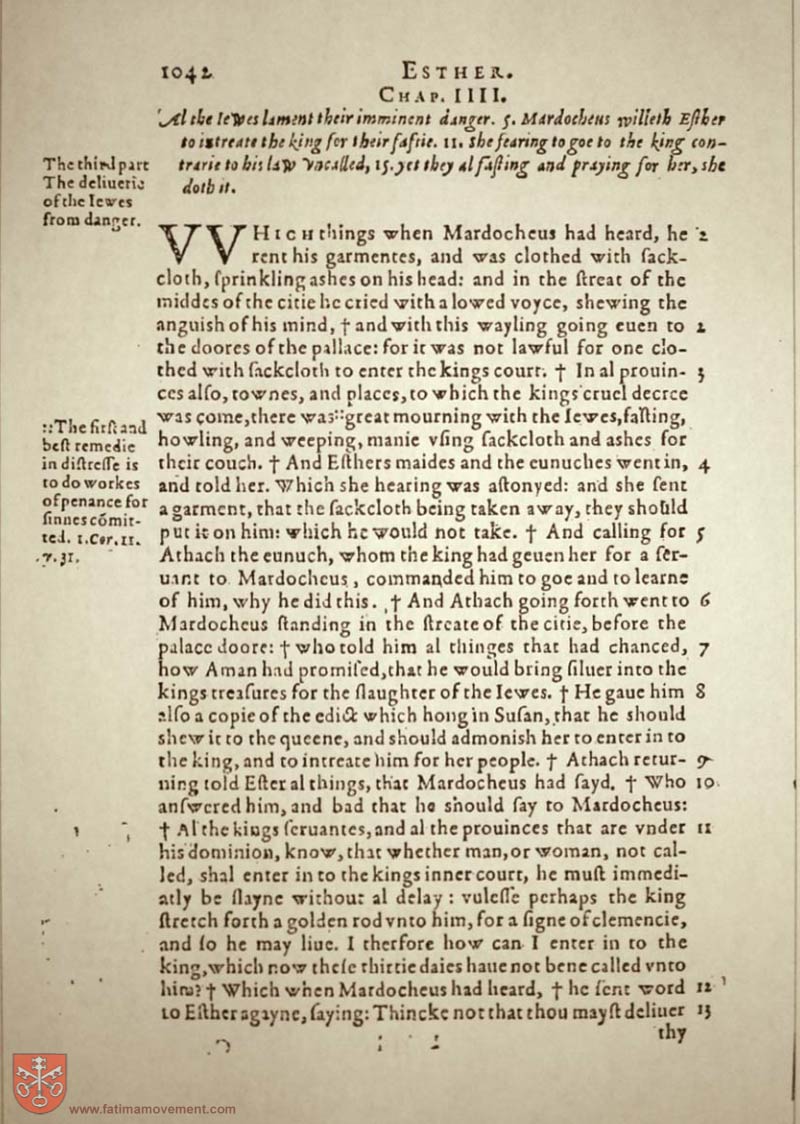 1042 ESTHER.
CHAP. IIII.
Al the Iewes lament their imminent danger. 5. Mardocheus willeth Eſther
to intreate the king for their ſaftie. 11. She fearing to goe to the king con-
trarie to his law vncalled, 15. yet they al faſting and praying for her, she
doth it.
The third part
The deliuerie
of the Iewes
from danger.
VVHICH things when Mardocheus had heard, he 1
rent his garmentes, and was clothed with ſack-
cloth, ſprinkling ashes on his head: and in the ſtreat of the
middes of the citie he cried with a lowed voyce, shewing the
anguish of his mind, † and with this wayling going euen to 2
the doores of the pallace: for it was not lawful for one clo-
thed with ſackcloth to enter the kings court. † In al prouin- 3
ces alſo, townes, and places, to which the kings cruel decree
was come, there was :: great mourning with the Iewes, faſting,
howling, and weeping, manie vſing ſackcloth and ashes for
their couch. † And Eſthers maides and the eunuches went in, 4
and told her. Which she hearing was aſtonyed: and she ſent
a garment, that the ſackcloth being taken away, they should
put it on him: which he would not take. † And calling for 5
Athach the eunuch, whom the king had geuen her for a ſer-
uant to Mardocheus, commanded him to goe and to learne
of him, why he did this. † And Athach going forth went to 6
Mardocheus ſtanding in the ſtreate of the citie, before the
palace doore: † who told him al thinges that had chanced, 7
how Aman had promiſed, that he would bring ſiluer into the
kings treaſures for the ſlaughter of the Iewes. † He gaue him 8
alſo a copie of the edict which hong in Suſan, that he should
shew it to the queene, and should admonish her to enter in to
the king, and to intreate him for her people. † Athach retur- 9
ning told Eſter al things, that Mardocheus had ſayd. † Who 10
anſwered him, and bad that he should ſay to Mardocheus:
† Al the kings ſeruantes, and al the prouinces that are vnder 11
his dominion, know, that whether man, or woman, not cal-
led, shal enter in to the kings inner court, he muſt immedi-
atly be ſlayne without al delay : vnleſſe perhaps the king
ſtretch forth a golden rod vnto him, for a ſigne of clemencie,
and ſo he may liue. I therfore how can I enter in to the
king, which now theſe thirtie daies haue not bene called vnto
him? † Which when Mardocheus had heard, † he ſent word 12
to Eſther agayne, ſaying: Thincke not that thou mayſt deliuer 13
thy
::The firſt and
beſt remedie
in diſtreſſe is
to do workes
of penance for
ſinnes cõmit-
ted. 1. Cor. 11.
v. 31.
www.fatimamovement.com